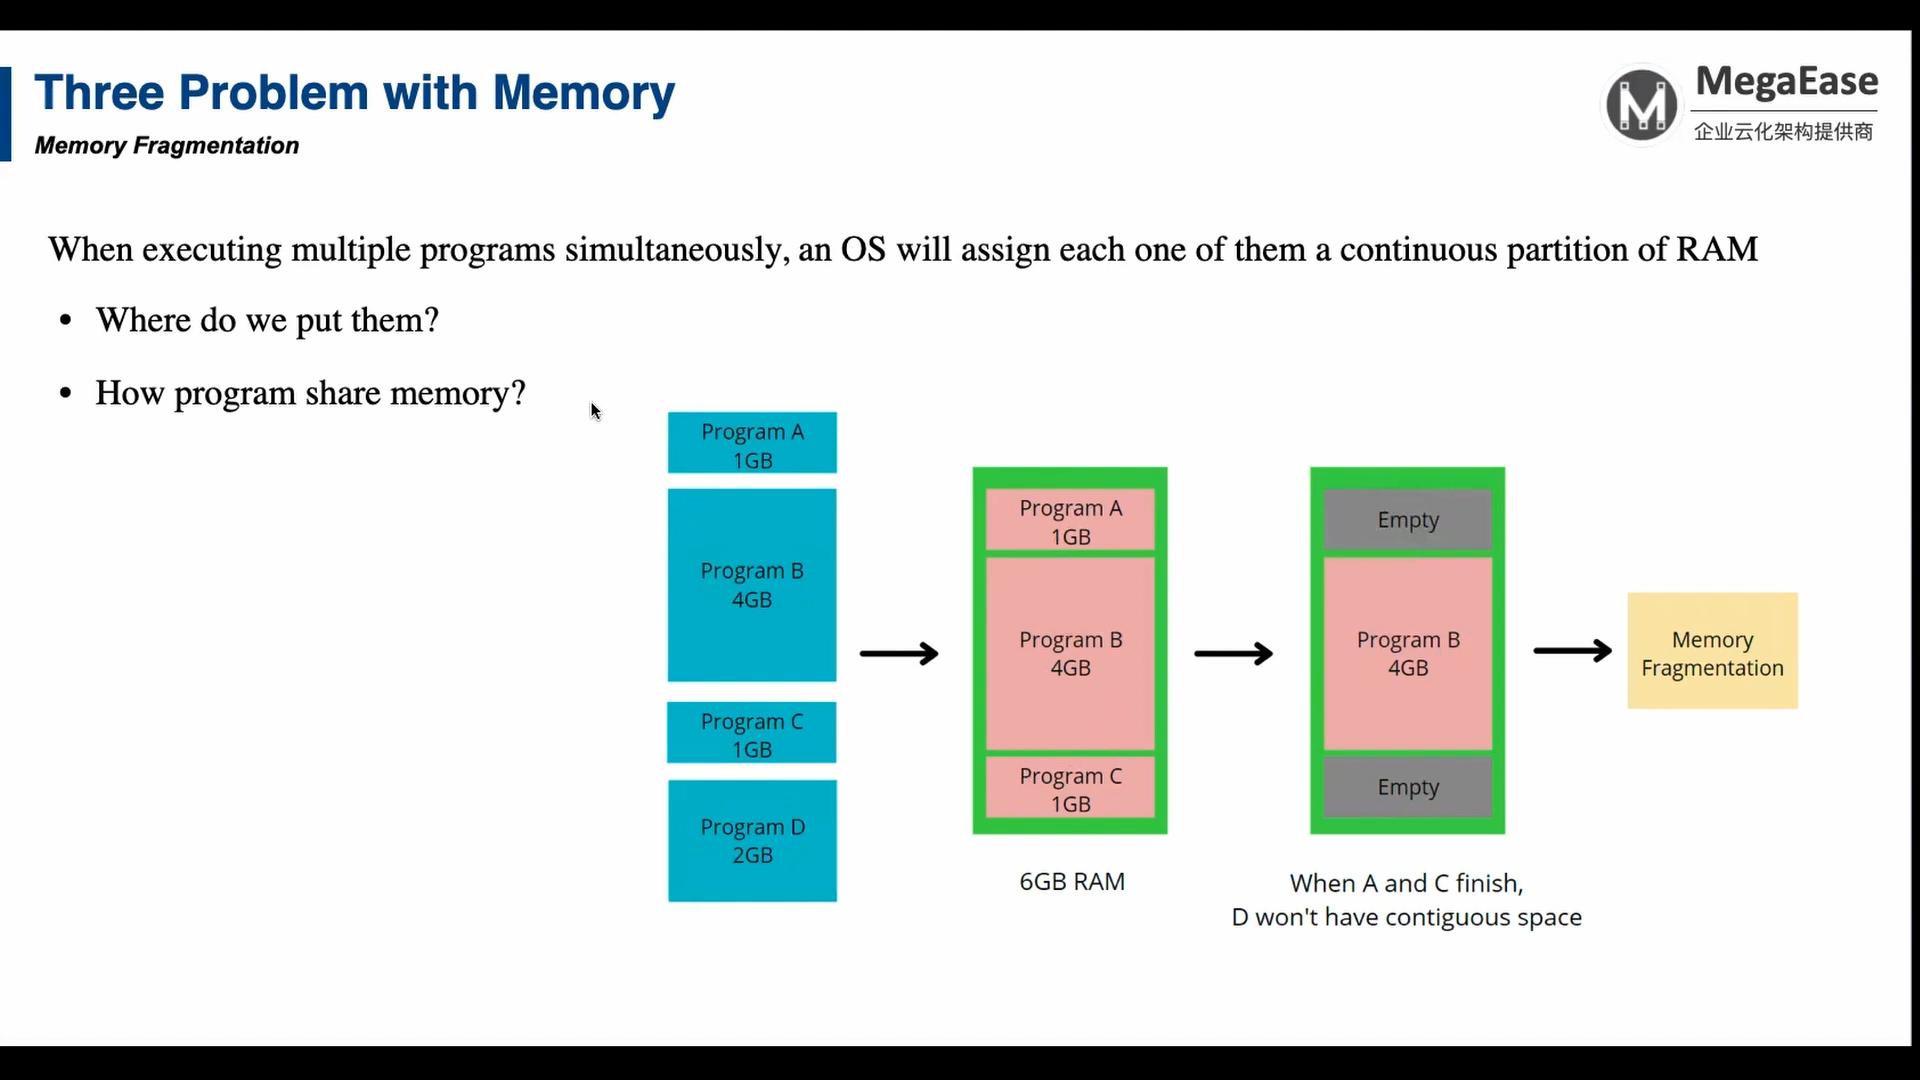 Three Problem with Memory
Memory Fragmentation
MegaEase
企业云化架构提供商
When executing multiple programs simultaneously, an OS will assign each one of them a continuous partition of RAM
• Where do we put them?
• How program share memory?
Program A
1GB
Program B
4GB
Program C
1GB
Program D
2GB
Program A
1GB
Program B
4GB
Program C
1GB
6GB RAM
Empty
Program B
4GB
Empty
When A and C finish,
D won't have contiguous space
Memory
Fragmentation